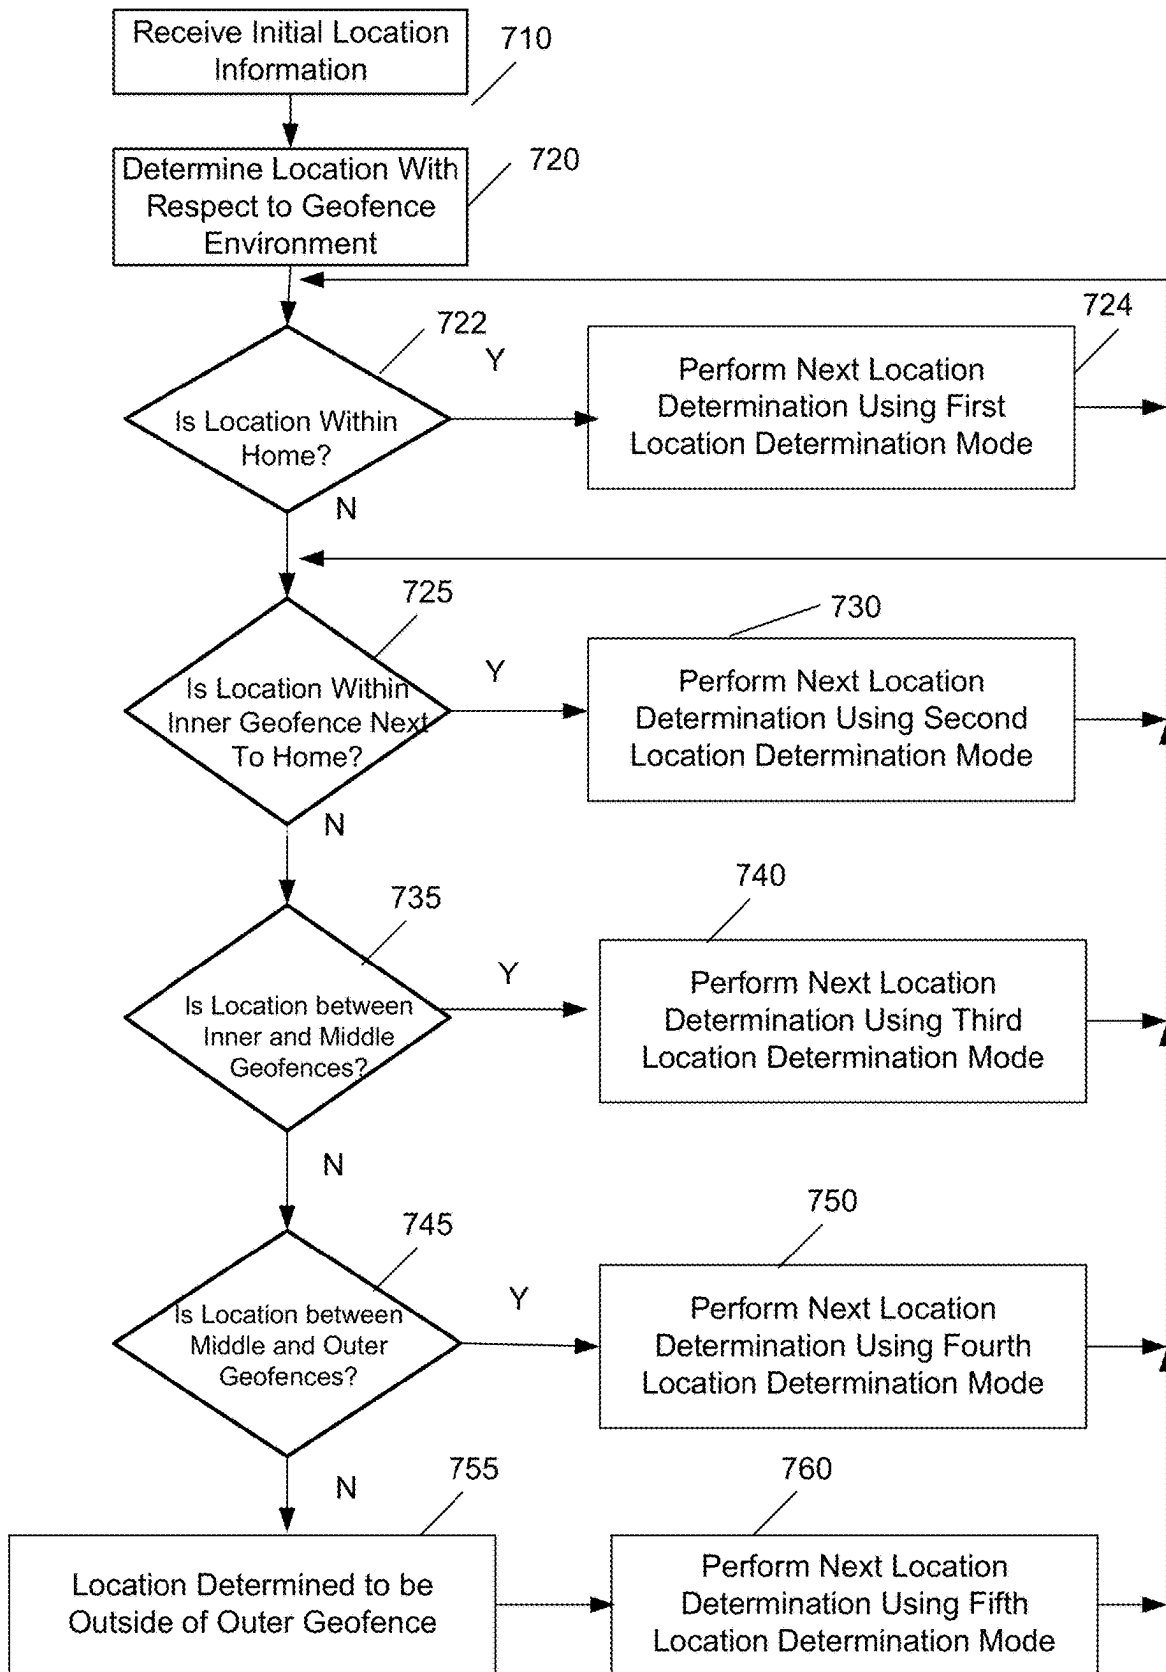 Receive Initial Location
Information
710
Determine Location With
Respect to Geofence
Environment
720
722
Y
Is Location Within
Home?
N
Perform Next Location
Determination Using First
Location Determination Mode
724
725
Y
Is Location Within
Inner Geofence Next
To Home?
N
730
Perform Next Location
Determination Using Second
Location Determination Mode
735
Y
Is Location between
Inner and Middle
Geofences?
N
740
Perform Next Location
Determination Using Third
Location Determination Mode
745
Y
Is Location between
Middle and Outer
Geofences?
N
750
Perform Next Location
Determination Using Fourth
Location Determination Mode
755
Location Determined to be
Outside of Outer Geofence
760
Perform Next Location
Determination Using Fifth
Location Determination Mode